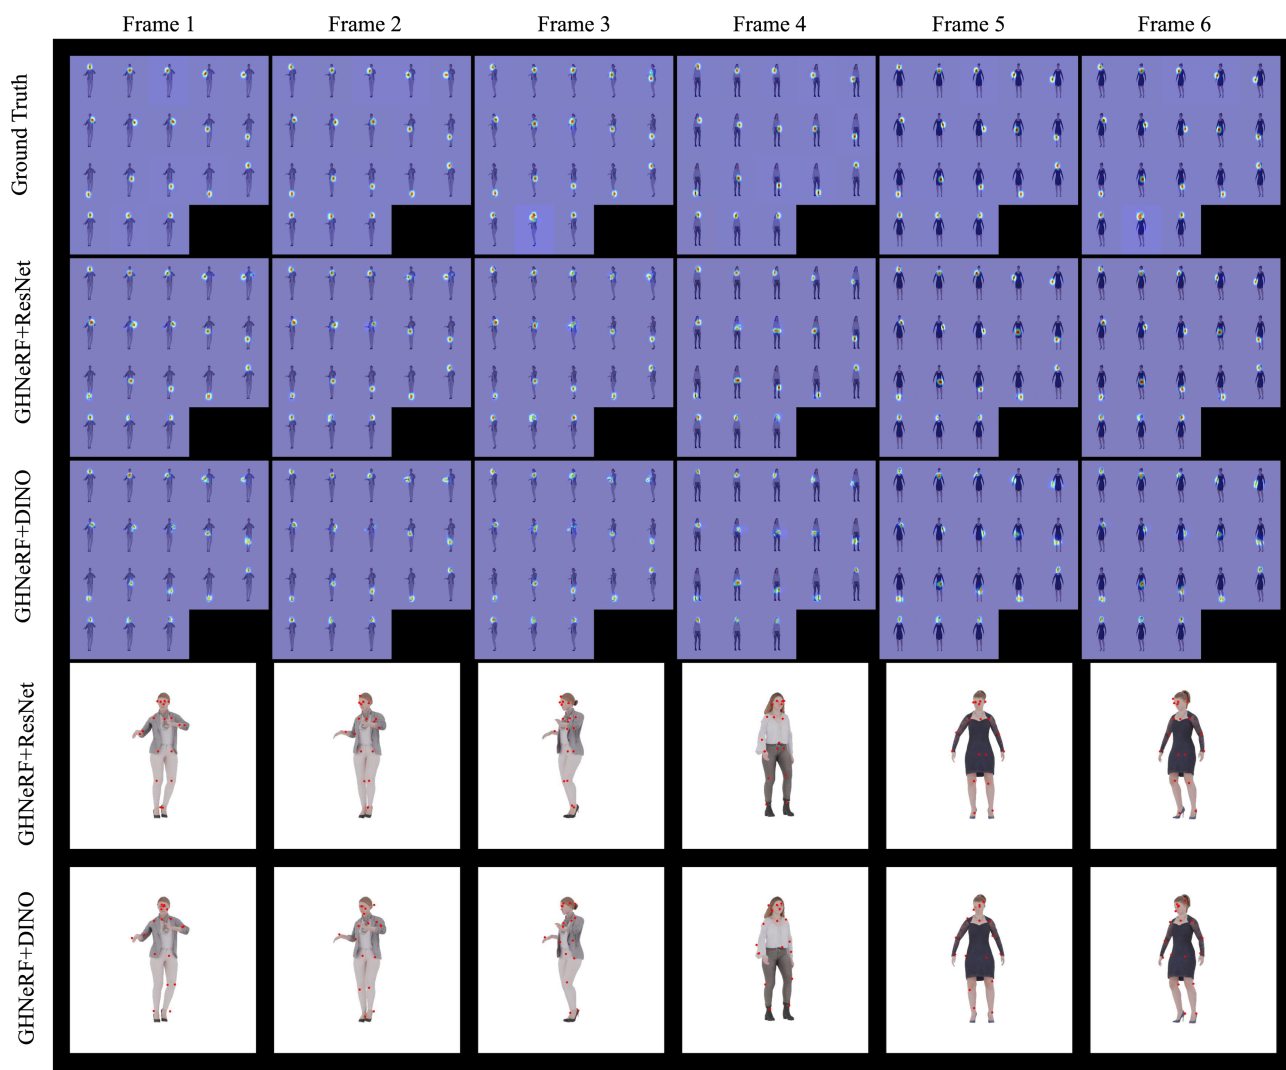 Frame 1
Frame 2
Frame 3
Frame 4
Frame 5
Frame 6
Ground Truth
GHNeRF+ResNet
GHNeRF+DINO
GHNeRF+ResNet
GHNeRF+DINO